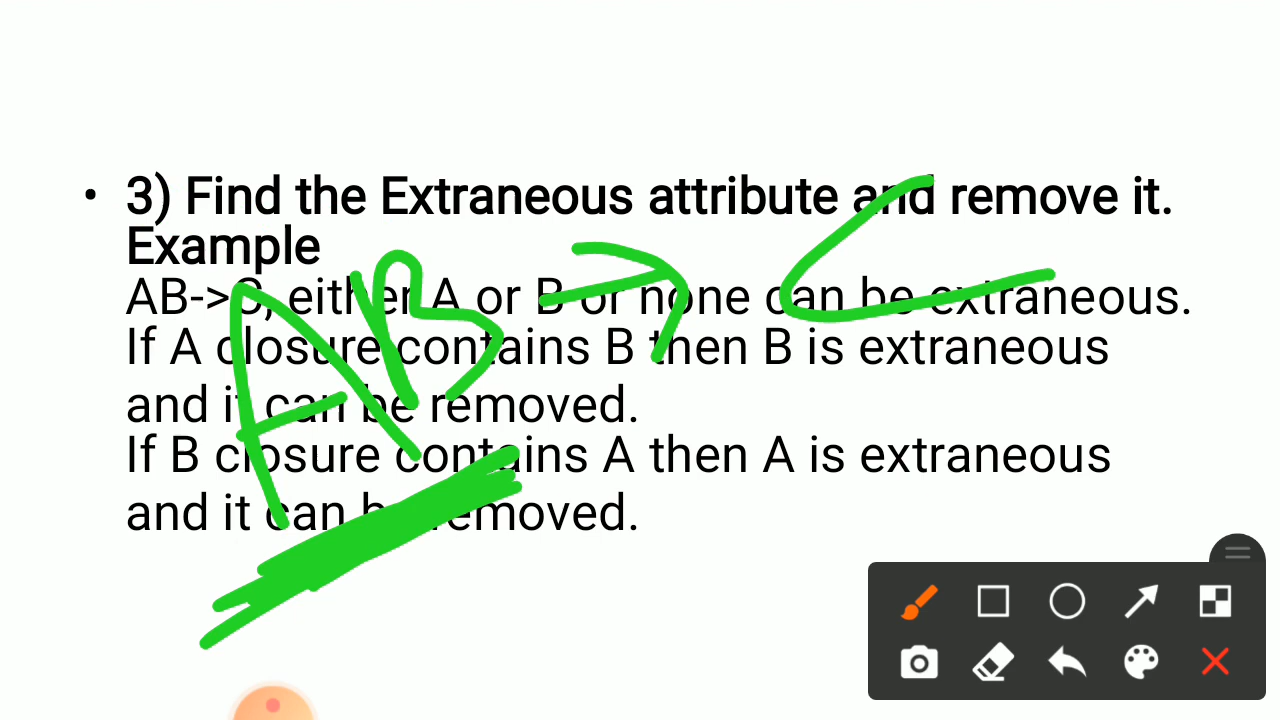 • 3) Find the Extraneous attribute and remove it.
Example
AB->C, either A or B or none can be extraneous.
If A closure contains B then B is extraneous
and it can be removed.
If B closure contains A then A is extraneous
and it can be removed.
AB→C